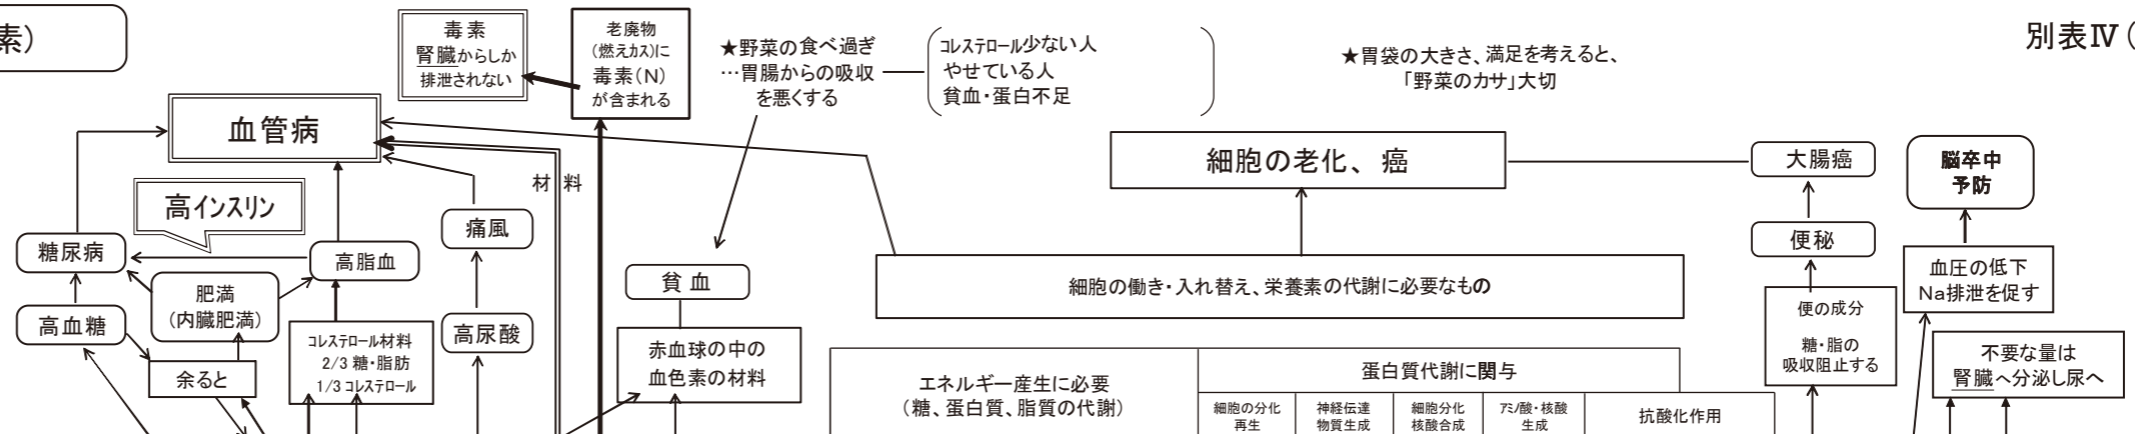 素）
別表Ⅳ（
毒素
腎臓からしか
排泄されない
老廃物
（燃えカス）に
毒素（N）
が含まれる
★野菜の食べ過ぎ
…胃腸からの吸収
を悪くする
コレステロール少ない人
やせている人
貧血・蛋白不足
★胃袋の大きさ、満足を考えると、
「野菜のカサ」大切
血管病
材料
細胞の老化、癌
大腸癌
脳卒中
予防
高インスリン
糖尿病
高脂血
痛風
便秘
肥満
（内臓肥満）
貧血
細胞の働き・入れ替え、栄養素の代謝に必要なもの
血圧の低下
Na排泄を促す
高血糖
コレステロール材料
2/3 糖・脂肪
1/3 コレステロール
高尿酸
赤血球の中の
血色素の材料
便の成分
糖・脂の
吸収阻止する
不要な量は
腎臓へ分泌し尿へ
余ると
エネルギー産生に必要
（糖、蛋白質、脂質の代謝）
蛋白質代謝に関与
細胞の分化
再生
神経伝達
物質生成
細胞分化
核酸合成
アミノ酸・核酸
生成
抗酸化作用